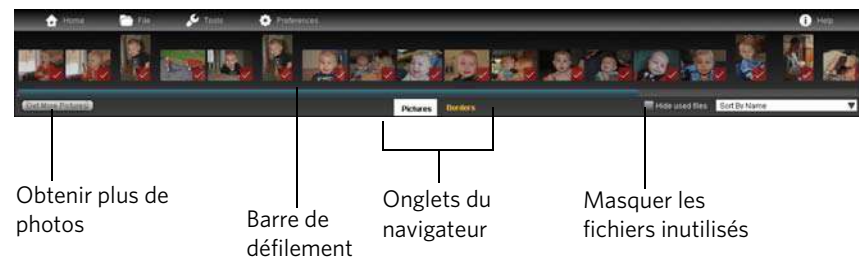 Home File Tools Preferences Help
Get More Pictures
Pictures Borders
Hide used files Sort By Name
Obtenir plus de
photos
Barre de
défilement
Onglets du
navigateur
Masquer les
fichiers inutilisés